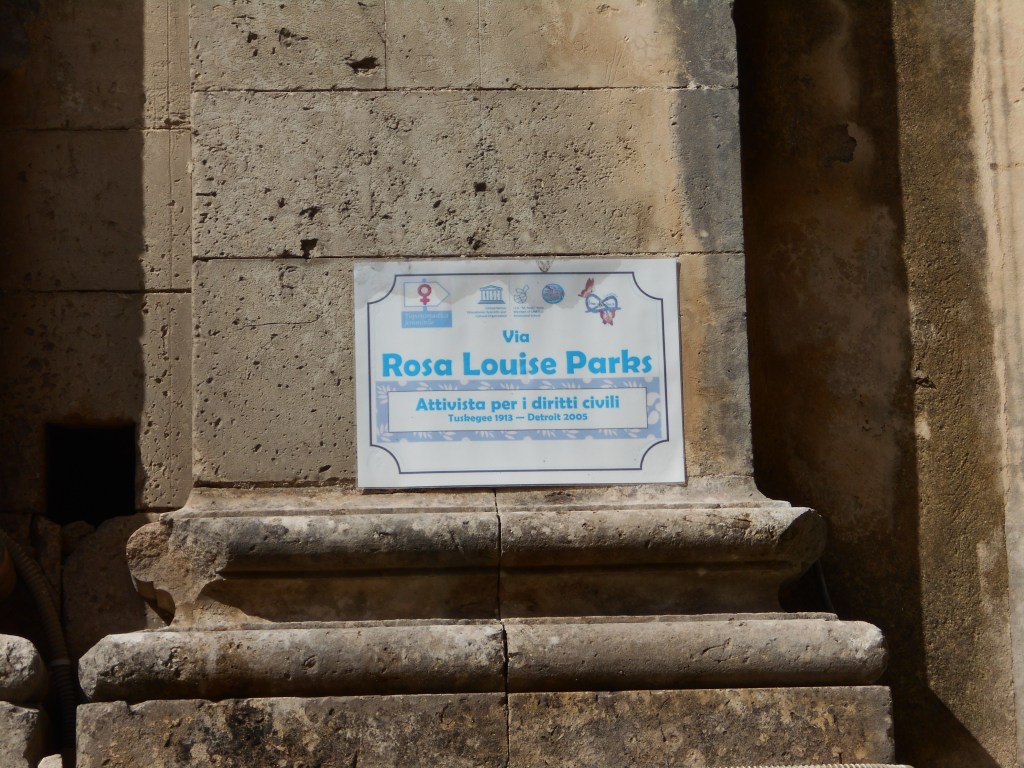 Via
Rosa Louise Parks
Attivista per i diritti civili
Tuskegee 1913 — Detroit 2005